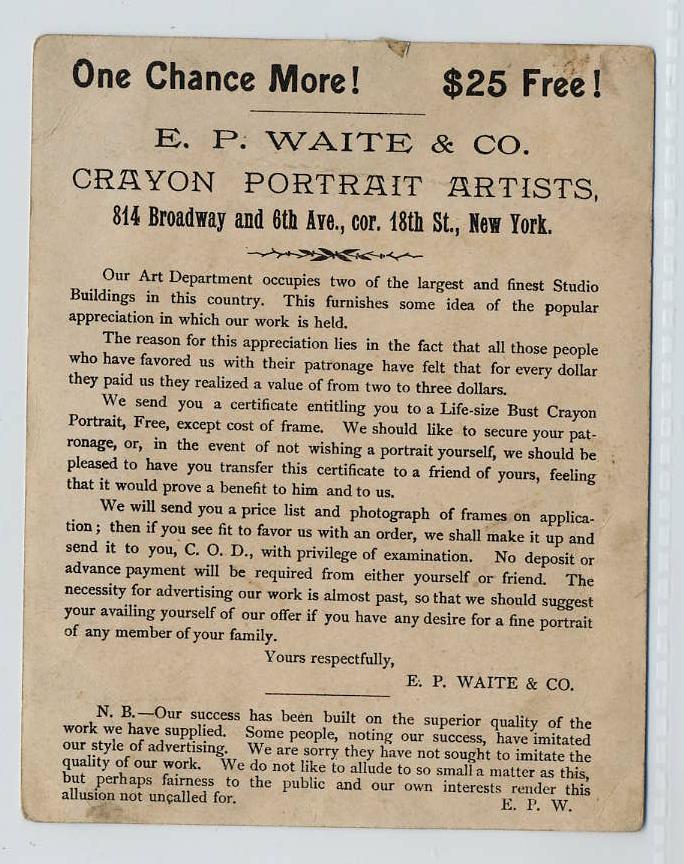 One Chance More! $25 Free!
E. P. WAITE & CO.
CRAYON PORTRAIT ARTISTS,
814 Broadway and 6th Ave., cor. 18th St., New York.
Our Art Department occupies two of the largest and finest Studio
Buildings in this country. This furnishes some idea of the popular
appreciation in which our work is held.
The reason for this appreciation lies in the fact that all those people
who have favored us with their patronage have felt that for every dollar
they paid us they realized a value of from two to three dollars.
We send you a certificate entitling you to a Life-size Bust Crayon
Portrait, Free, except cost of frame. We should like to secure your pat-
ronage, or, in the event of not wishing a portrait yourself, we should be
pleased to have you transfer this certificate to a friend of yours, feeling
that it would prove a benefit to him and to us.
We will send you a price list and photograph of frames on applica-
tion; then if you see fit to favor us with an order, we shall make it up and
send it to you, C. O. D., with privilege of examination. No deposit or
advance payment will be required from either yourself or friend. The
necessity for advertising our work is almost past, so that we should suggest
your availing yourself of our offer if you have any desire for a fine portrait
of any member of your family.
Yours respectfully,
E. P. WAITE & CO.
N. B.—Our success has been built on the superior quality of the
work we have supplied. Some people, noting our success, have imitated
our style of advertising. We are sorry they have not sought to imitate the
quality of our work. We do not like to allude to so small a matter as this,
but perhaps fairness to the public and our own interests render this
allusion not uncalled for.
E. P. W.